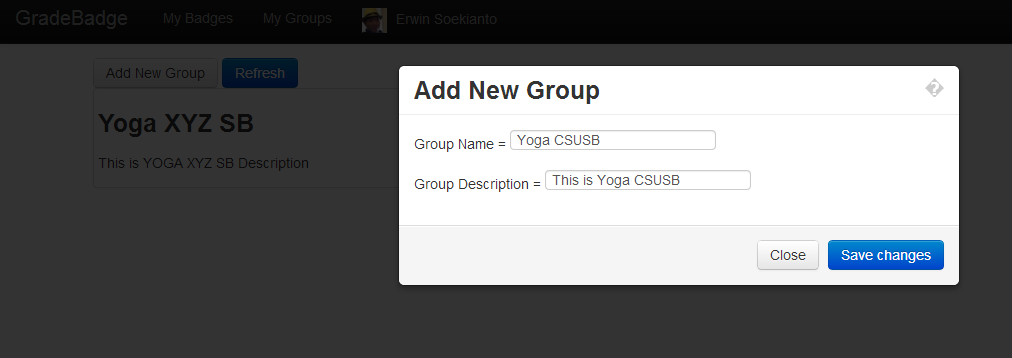 GradeBadge My Badges My Groups Erwin Soekianto
Add New Group Refresh
Yoga XYZ SB
This is YOGA XYZ SB Description
Add New Group �
Group Name = Yoga CSUSB
Group Description = This is Yoga CSUSB
Close Save changes